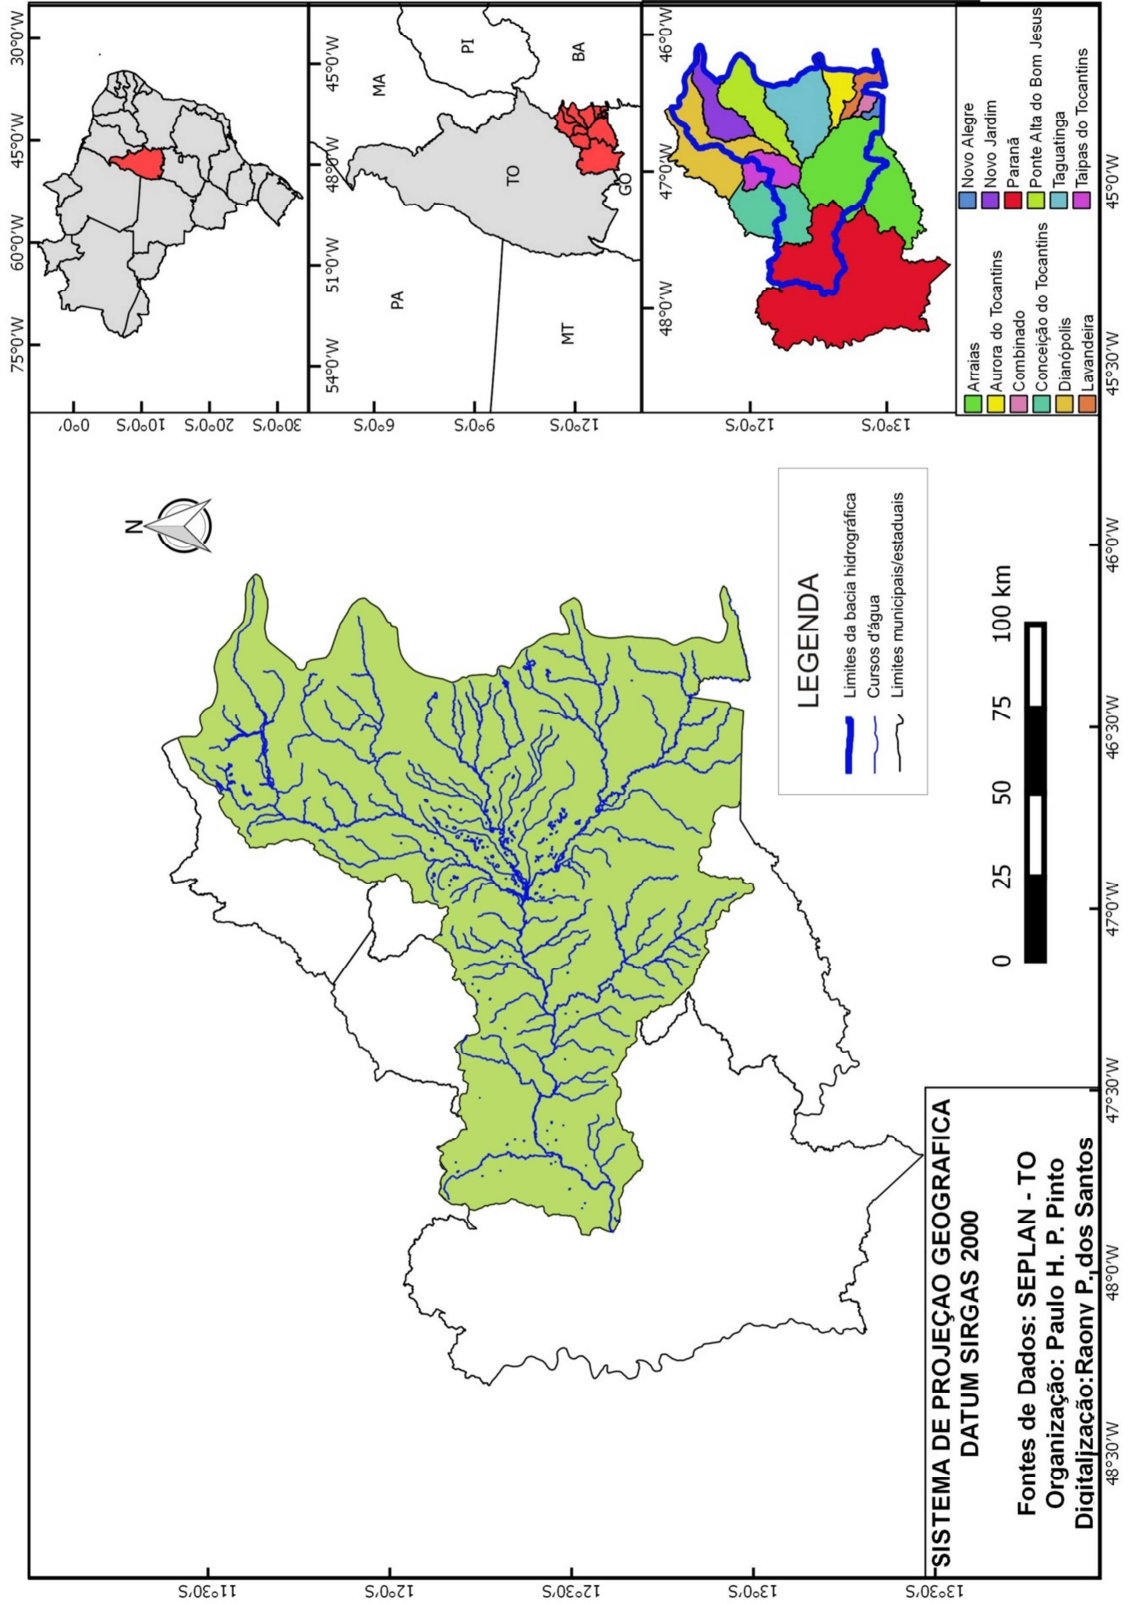 75°0'W
60°0'W
45°0'W
30°0'W
0°0'
10°0'S
20°0'S
30°0'S
54°0'W
51°0'W
48°0'W
45°0'W
6°0'S
9°0'S
12°0'S
PA
MA
PI
TO
MT
GO
BA
48°0'W
47°0'W
46°0'W
12°0'S
13°0'S
Arraias
Aurora do Tocantins
Combinado
Conceição do Tocantins
Dianópolis
Lavandeira
Novo Alegre
Novo Jardim
Paranã
Ponte Alta do Bom Jesus
Taguatinga
Taipas do Tocantins
N
LEGENDA
Limites da bacia hidrográfica
Cursos d'água
Limites municipais/estaduais
0 25 50 75 100 km
SISTEMA DE PROJEÇAO GEOGRAFICA
DATUM SIRGAS 2000
Fontes de Dados: SEPLAN - TO
Organização: Paulo H. P. Pinto
Digitalização: Raony P. dos Santos
11°30'S
12°0'S
12°30'S
13°0'S
13°30'S
48°30'W
48°0'W
47°30'W
47°0'W
46°30'W
46°0'W
45°30'W
45°0'W